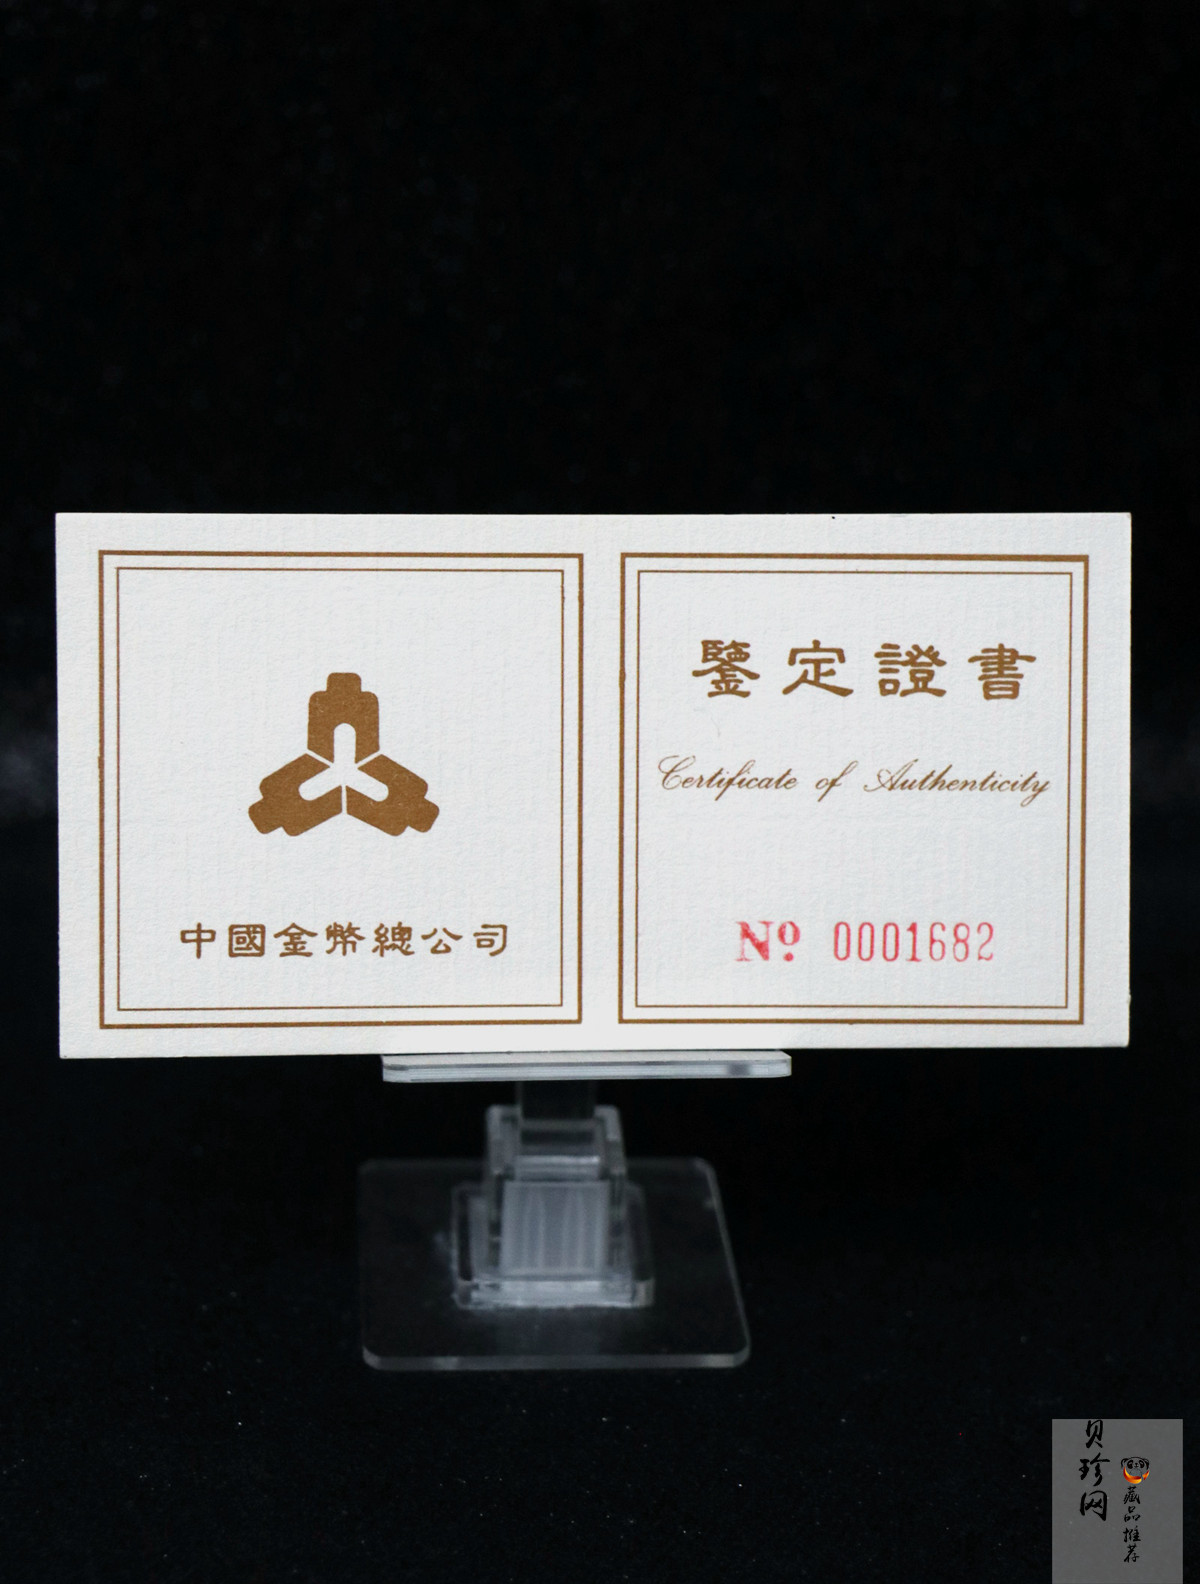 中國金幣總公司
鑒定證書
Certificate of Authenticity
Nº 0001682
贝珍网
藏品推荐